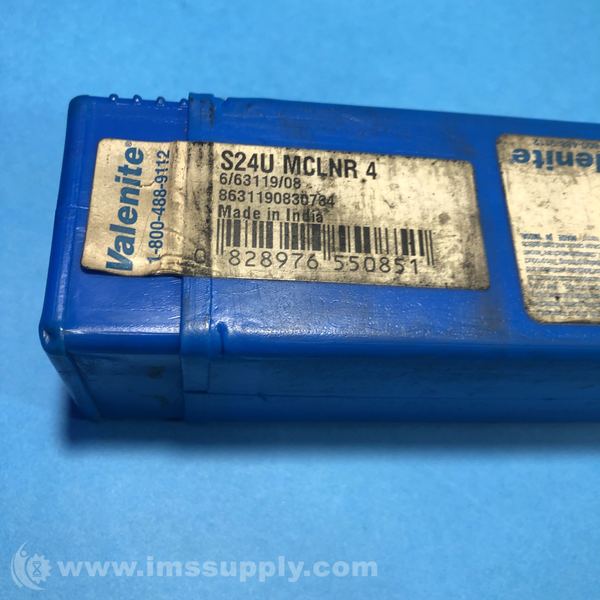 Valenite®
1-800-488-9112
S24U MCLNR 4
6/63119/08
8631190830784
Made in India
0 828976 550851
Valenite
www.imssupply.com
IMS